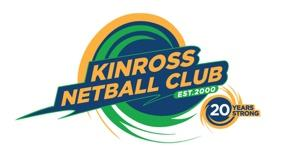 KINROSS
NETBALL CLUB
EST.2000
20 YEARS
STRONG